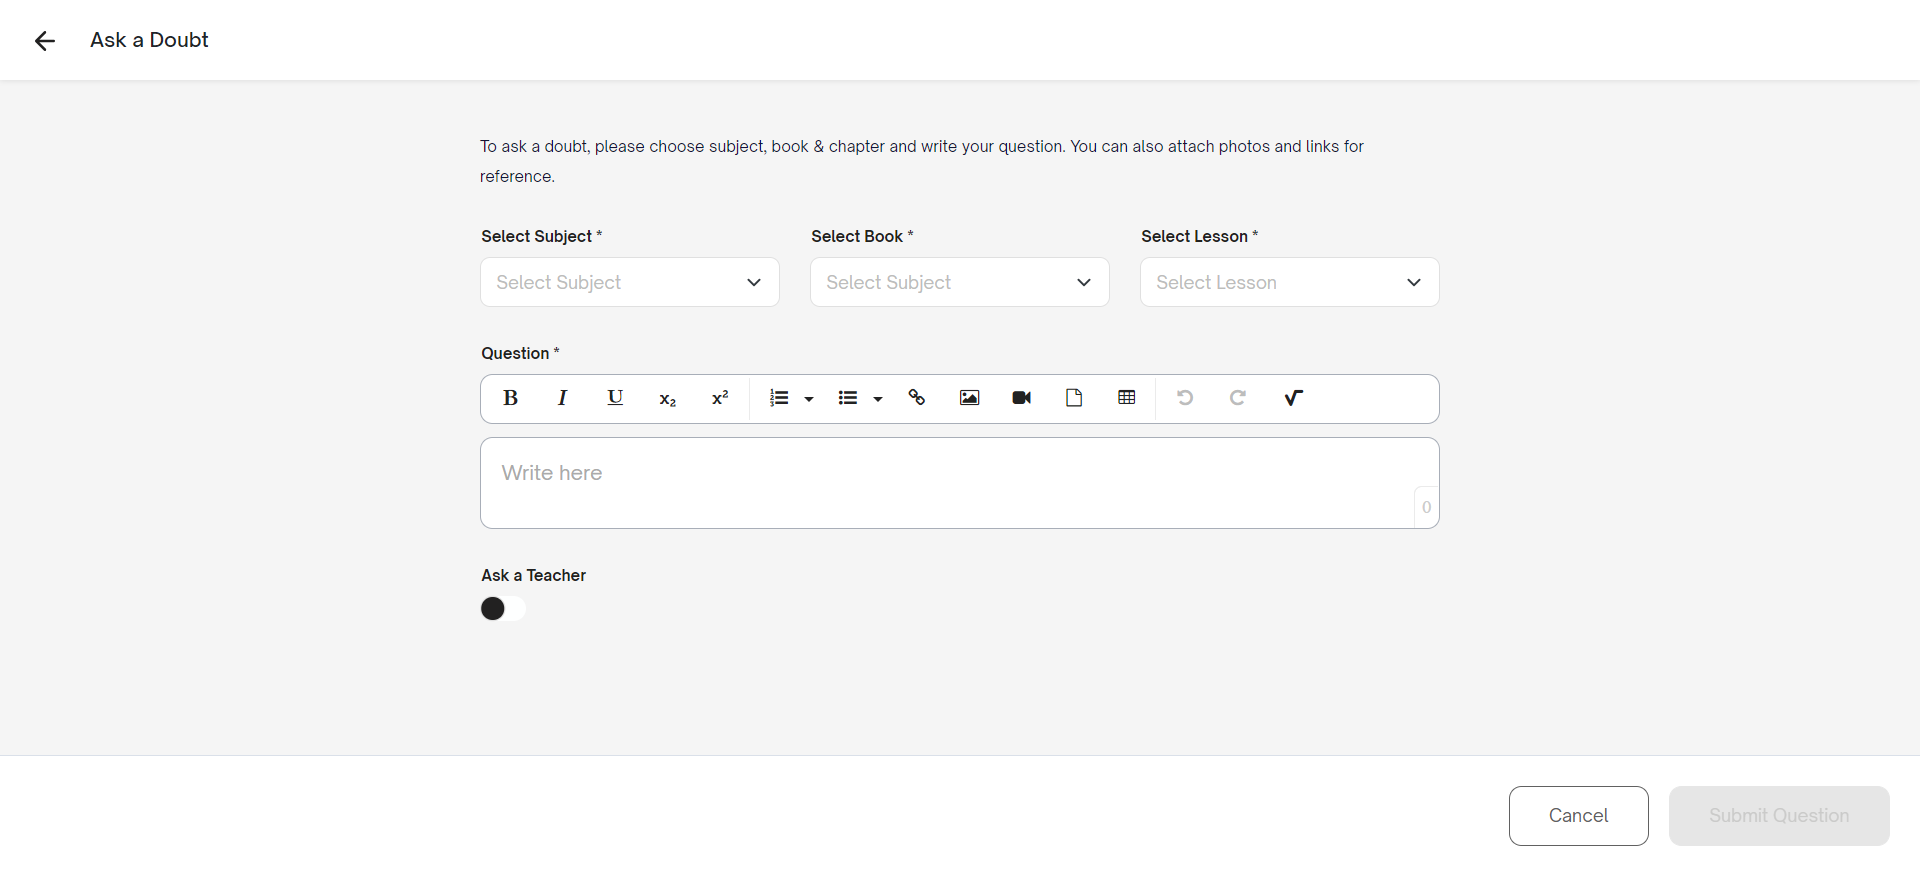 Ask a Doubt
To ask a doubt, please choose subject, book & chapter and write your question. You can also attach photos and links for
reference.
Select Subject * Select Book * Select Lesson *
Select Subject Select Subject Select Lesson
Question *
B I U x₂ x²
Write here
0
Ask a Teacher
Cancel Submit Question